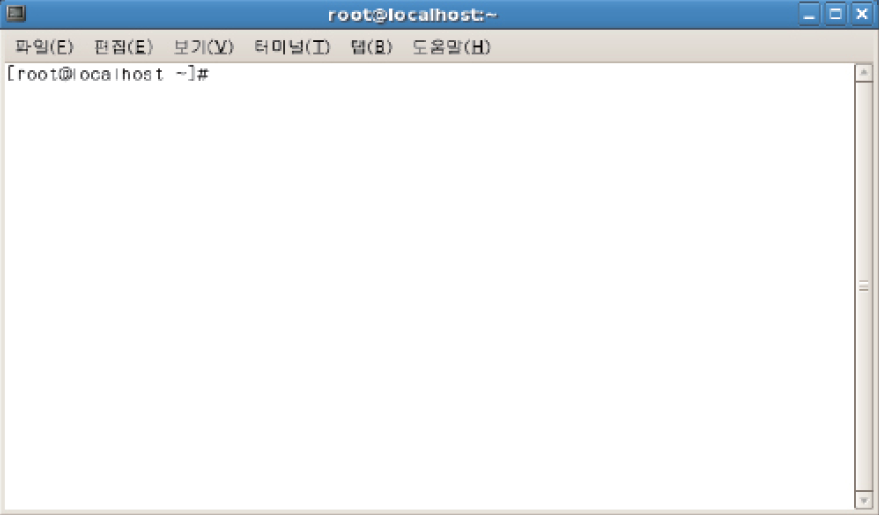 root@localhost:~
파일(F) 편집(E) 보기(V) 터미널(T) 탭(B) 도움말(H)
[root@localhost ~]#